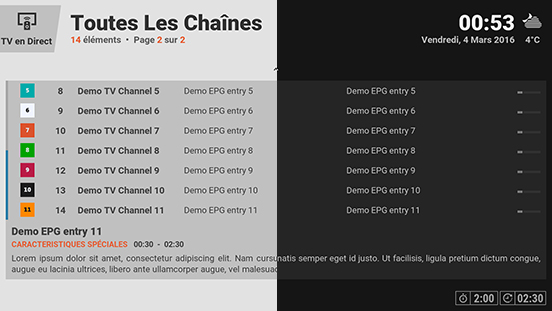 TV en Direct
Toutes Les Chaînes
14 éléments • Page 2 sur 2
00:53
Vendredi, 4 Mars 2016 4°C
5 8 Demo TV Channel 5 Demo EPG entry 5 Demo EPG entry 5
6 9 Demo TV Channel 6 Demo EPG entry 6 Demo EPG entry 6
7 10 Demo TV Channel 7 Demo EPG entry 7 Demo EPG entry 7
8 11 Demo TV Channel 8 Demo EPG entry 8 Demo EPG entry 8
9 12 Demo TV Channel 9 Demo EPG entry 9 Demo EPG entry 9
10 13 Demo TV Channel 10 Demo EPG entry 10 Demo EPG entry 10
11 14 Demo TV Channel 11 Demo EPG entry 11 Demo EPG entry 11
Demo EPG entry 11
CARACTERISTIQUES SPÉCIALES 00:30 - 02:30
Lorem ipsum dolor sit amet, consectetur adipiscing elit. Nam cursus natis semper eget id justo. Ut facilisis, ligula pretium dictum congue,
augue eu lacinia ultrices, libero ante ullamcorper augue, vel malesuad
2:00 02:30